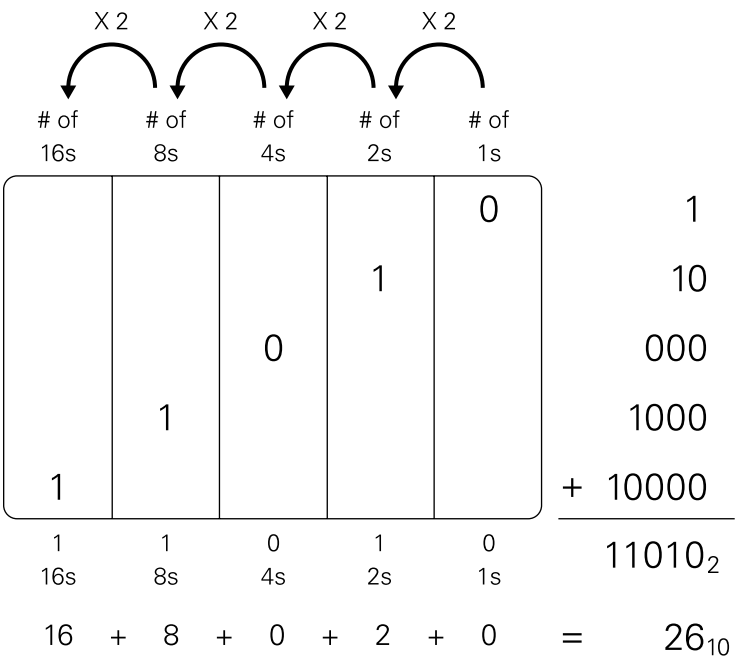 X 2 X 2 X 2 X 2
# of # of # of # of # of
16s 8s 4s 2s 1s
0 1
1 10
0 000
1 1000
1 + 10000
1 1 0 1 0 11010₂
16s 8s 4s 2s 1s
16 + 8 + 0 + 2 + 0 = 26₁₀